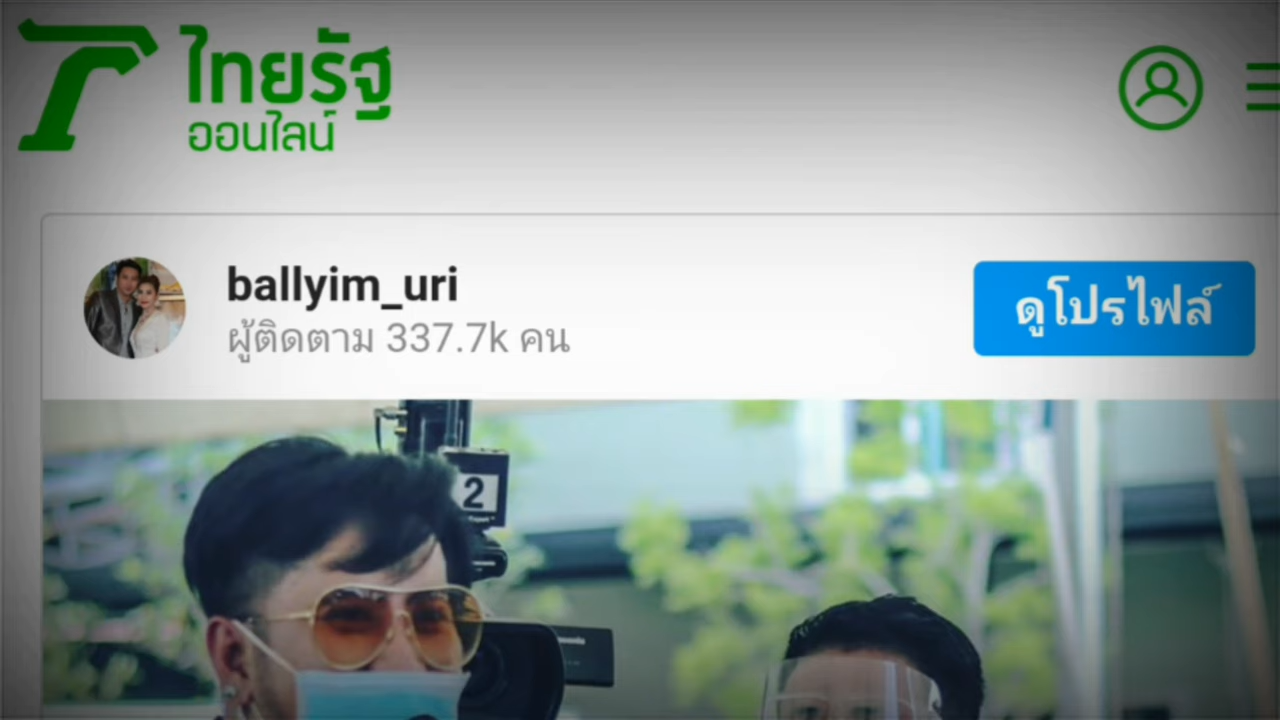 ไทยรัฐ
ออนไลน์
ballyim_uri
ผู้ติดตาม 337.7k คน
ดูโปรไฟล์
2